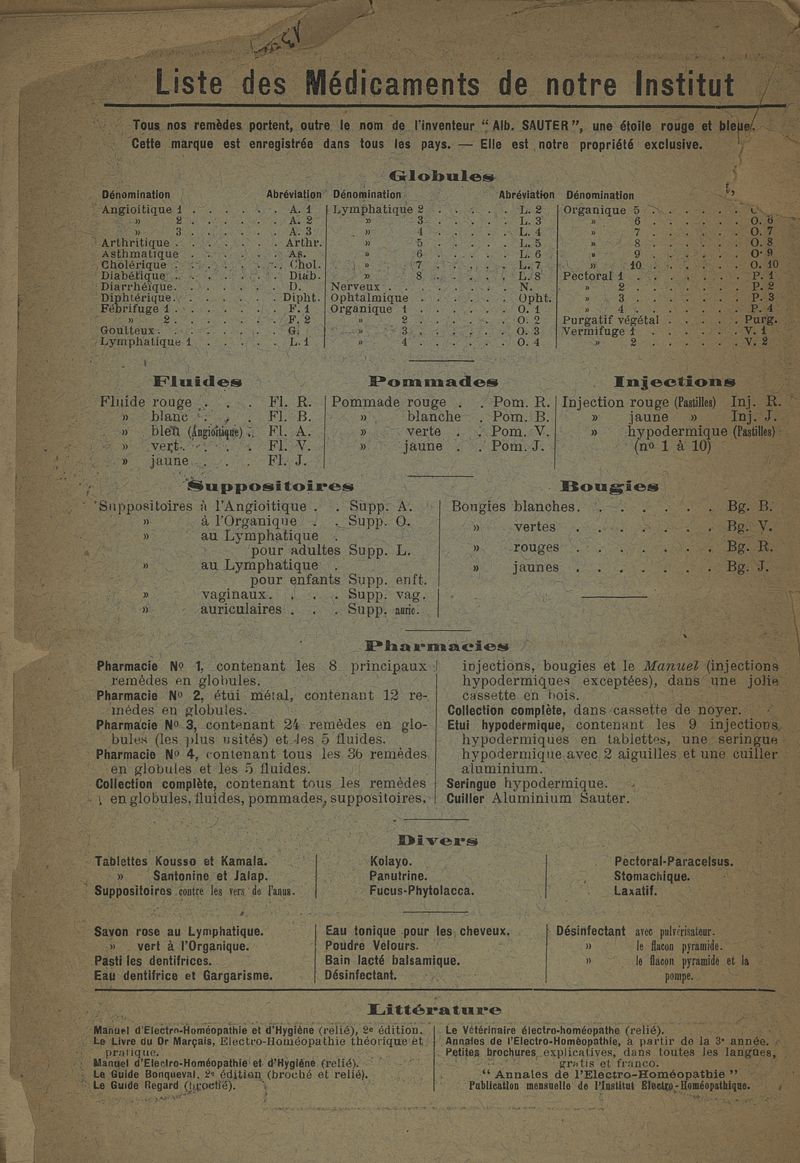 Liste des Médicaments de notre Institut
Tous nos remèdes portent, outre le nom de l'inventeur "Alb. SAUTER", une étoile rouge et bleue.
Cette marque est enregistrée dans tous les pays. — Elle est notre propriété exclusive.
Globules
Dénomination Abréviation
Angioitique 1 . . . . . . A. 1
» 2 . . . . . . A. 2
» 3 . . . . . . A. 3
Arthritique . . . . . . . Arthr.
Asthmatique . . . . . . As.
Cholérique . . . . . . . Chol.
Diabétique . . . . . . . Diab.
Diarrhéïque. . . . . . . D.
Diphtérique. . . . . . . Dipht.
Fébrifuge 1 . . . . . . . F. 1
» 2. . . . . . . F. 2
Goutteux . . . . . . . G.
Lymphatique 1 . . . . . L. 1
Dénomination Abréviation
Lymphatique 2 . . . . . L. 2
» 3 . . . . . L. 3
» 4 . . . . . L. 4
» 5 . . . . . L. 5
» 6 . . . . . L. 6
» 7 . . . . . L. 7
» 8 . . . . . L. 8
Nerveux . . . . . . . . N.
Ophtalmique . . . . . . Opht.
Organique 1 . . . . . . O. 1
» 2 . . . . . . O. 2
» 3 . . . . . . O. 3
» 4 . . . . . . O. 4
Dénomination
Organique 5 . . . . . .
» 6 . . . . . . O. 6
» 7 . . . . . . O. 7
» 8 . . . . . . O. 8
» 9 . . . . . . O. 9
» 10 . . . . . . O. 10
Pectoral 1 . . . . . . . P. 1
» 2 . . . . . . . P. 2
» 3 . . . . . . . P. 3
» 4 . . . . . . . P. 4
Purgatif végétal . . . . . Purg.
Vermifuge 1 . . . . . . V. 1
» 2 . . . . . . V. 2
Fluides
Fluide rouge . . . Fl. R.
» blanc . . . Fl. B.
» bleu (Angioitique) . Fl. A.
» vert. . . . Fl. V.
» jaune . . . Fl. J.
Pommades
Pommade rouge . . Pom. R.
» blanche . Pom. B.
» verte . . Pom. V.
» jaune . . Pom. J.
Injections
Injection rouge (Pastilles) Inj. R.
» jaune » Inj. J.
» hypodermique (Pastilles)
(no 1 à 10)
Suppositoires
Suppositoires à l'Angioitique . . Supp. A.
» à l'Organique . . Supp. O.
» au Lymphatique .
pour adultes Supp. L.
» au Lymphatique .
pour enfants Supp. enft.
» vaginaux. . . . Supp. vag.
» auriculaires . . . Supp. auric.
Bougies
Bougies blanches. . . . . . . Bg. B.
» vertes . . . . . . . Bg. V.
» rouges . . . . . . . Bg. R.
» jaunes . . . . . . . Bg. J.
Pharmacies
Pharmacie No 1, contenant les 8 principaux
remèdes en globules.
Pharmacie No 2, étui métal, contenant 12 re-
mèdes en globules.
Pharmacie No 3, contenant 24 remèdes en glo-
bules (les plus usités) et les 5 fluides.
Pharmacie No 4, contenant tous les 36 remèdes
en globules et les 5 fluides.
Collection complète, contenant tous les remèdes
en globules, fluides, pommades, suppositoires,
injections, bougies et le Manuel (injections
hypodermiques exceptées), dans une jolie
cassette en bois.
Collection complète, dans cassette de noyer.
Etui hypodermique, contenant les 9 injections
hypodermiques en tablettes, une seringue
hypodermique avec 2 aiguilles et une cuiller
aluminium.
Seringue hypodermique.
Cuiller Aluminium Sauter.
Divers
Tablettes Kousso et Kamala.
» Santonine et Jalap.
Suppositoires contre les vers de l'anus.
Kolayo.
Panutrine.
Fucus-Phytolacca.
Pectoral-Paracelsus.
Stomachique.
Laxatif.
Savon rose au Lymphatique.
» vert à l'Organique.
Pastilles dentifrices.
Eau dentifrice et Gargarisme.
Eau tonique pour les cheveux.
Poudre Velours.
Bain lacté balsamique.
Désinfectant.
Désinfectant avec pulvérisateur.
» le flacon pyramide.
» le flacon pyramide et la
pompe.
Littérature
Manuel d'Electro-Homéopathie et d'Hygiène (relié), 2e édition.
Le Livre du Dr Marçais, Electro-Homéopathie théorique et
pratique.
Manuel d'Electro-Homéopathie et d'Hygiène (relié).
Le Guide Bonqueval, 2e édition (broché et relié).
Le Guide Regard (broché).
Le Vétérinaire électro-homéopathe (relié).
Annales de l'Electro-Homéopathie, à partir de la 3e année.
Petites brochures explicatives, dans toutes les langues,
gratis et franco.
"Annales de l'Electro-Homéopathie"
Publication mensuelle de l'Institut Electro-Homéopathique.